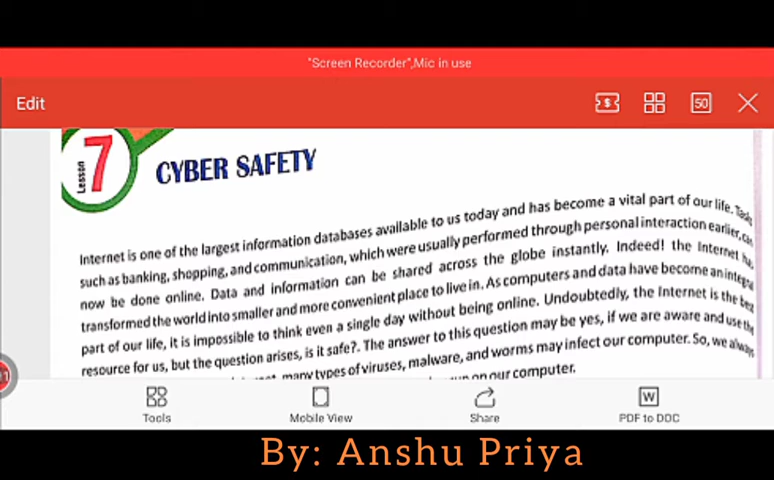 "Screen Recorder",Mic in use
Edit
$
50
Lesson
7
CYBER SAFETY
Internet is one of the largest information databases available to us today and has become a vital part of our life. Tasks
such as banking, shopping, and communication, which were usually performed through personal interaction earlier, can
now be done online. Data and information can be shared across the globe instantly. Indeed! the Internet has
transformed the world into smaller and more convenient place to live in. As computers and data have become an integral
part of our life, it is impossible to think even a single day without being online. Undoubtedly, the Internet is the best
resource for us, but the question arises, is it safe?. The answer to this question may be yes, if we are aware and use the
many types of viruses, malware, and worms may infect our computer. So, we always
on our computer.
Tools
Mobile View
Share
W
PDF to DOC
By: Anshu Priya